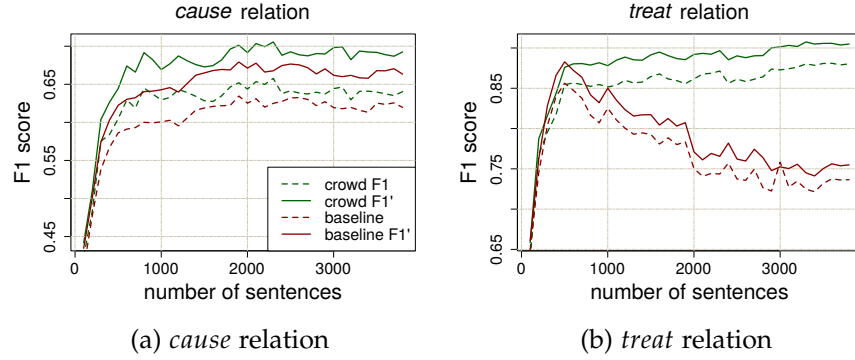 cause relation
F1 score
0.65
0.55
0.45
crowd F1
crowd F1'
baseline
baseline F1'
0 1000 2000 3000
number of sentences
(a) cause relation
treat relation
F1 score
0.85
0.75
0.65
0 1000 2000 3000
number of sentences
(b) treat relation